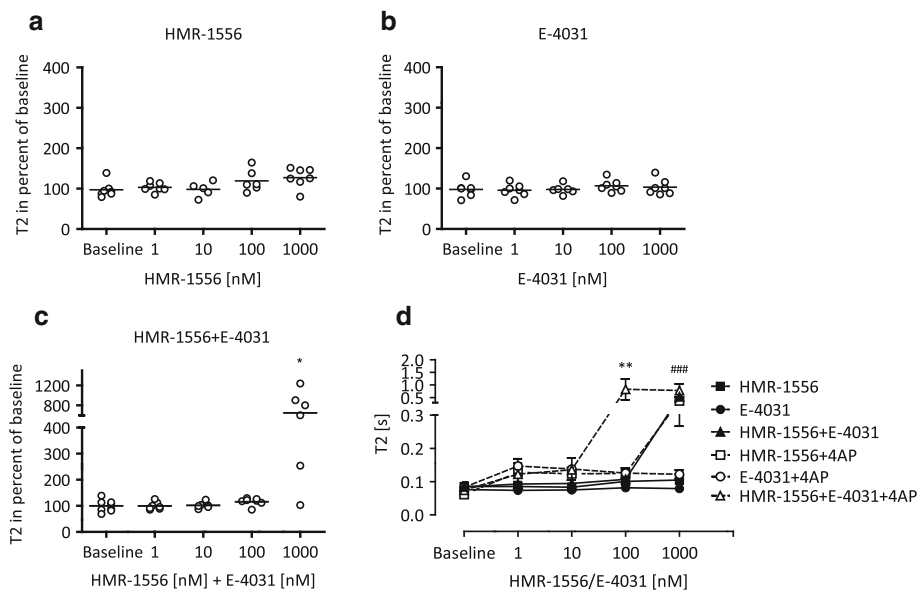 a
HMR-1556
T2 in percent of baseline
400
300
200
100
0
Baseline 1 10 100 1000
HMR-1556 [nM]
b
E-4031
T2 in percent of baseline
400
300
200
100
0
Baseline 1 10 100 1000
E-4031 [nM]
c
HMR-1556+E-4031
T2 in percent of baseline
*
1200
800
400
200
100
0
Baseline 1 10 100 1000
HMR-1556 [nM] + E-4031 [nM]
d
T2 [s]
2.0
1.5
1.0
0.5
0.3
0.2
0.1
0.0
**
###
Baseline 1 10 100 1000
HMR-1556/E-4031 [nM]
HMR-1556
E-4031
HMR-1556+E-4031
HMR-1556+4AP
E-4031+4AP
HMR-1556+E-4031+4AP